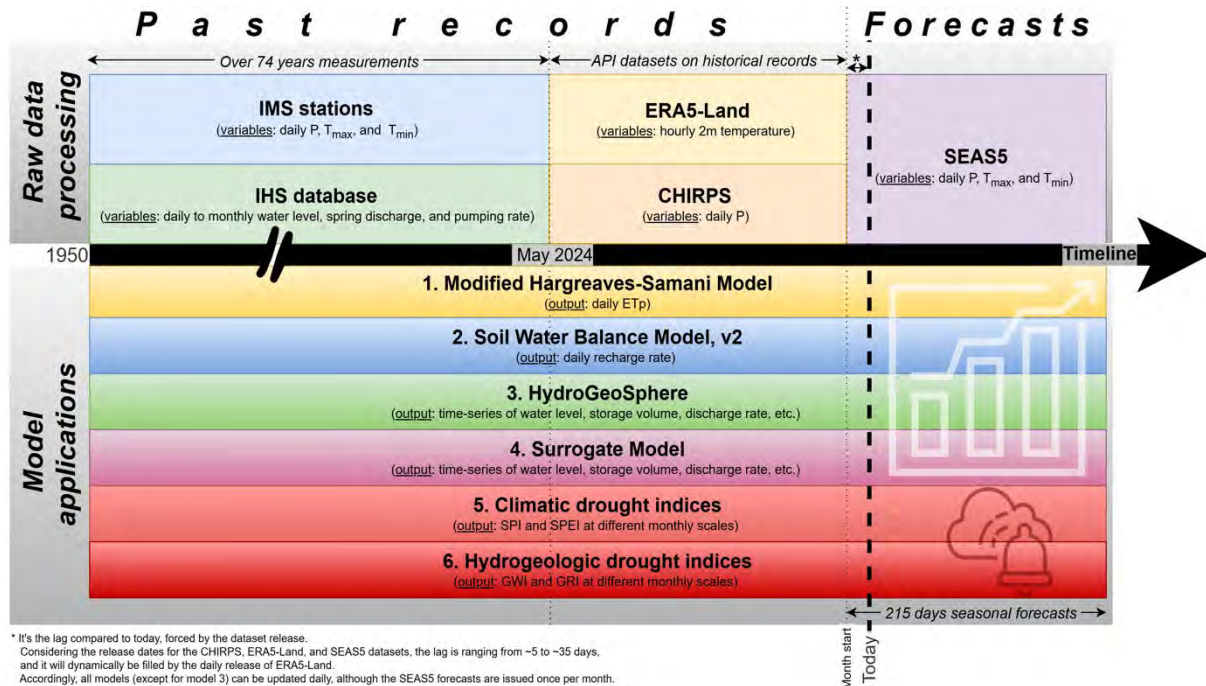 Past records
Forecasts
Over 74 years measurements
API datasets on historical records
*
Raw data
processing
IMS stations
(variables: daily P, Tmax, and Tmin)
ERA5-Land
(variables: hourly 2m temperature)
SEAS5
(variables: daily P, Tmax, and Tmin)
IHS database
(variables: daily to monthly water level, spring discharge, and pumping rate)
CHIRPS
(variables: daily P)
1950
May 2024
Timeline
Model
applications
1. Modified Hargreaves-Samani Model
(output: daily ETp)
2. Soil Water Balance Model, v2
(output: daily recharge rate)
3. HydroGeoSphere
(output: time-series of water level, storage volume, discharge rate, etc.)
4. Surrogate Model
(output: time-series of water level, storage volume, discharge rate, etc.)
5. Climatic drought indices
(output: SPI and SPEI at different monthly scales)
6. Hydrogeologic drought indices
(output: GWI and GRI at different monthly scales)
215 days seasonal forecasts
Month start
Today
* It's the lag compared to today, forced by the dataset release.
Considering the release dates for the CHIRPS, ERA5-Land, and SEAS5 datasets, the lag is ranging from ~5 to ~35 days,
and it will dynamically be filled by the daily release of ERA5-Land.
Accordingly, all models (except for model 3) can be updated daily, although the SEAS5 forecasts are issued once per month.